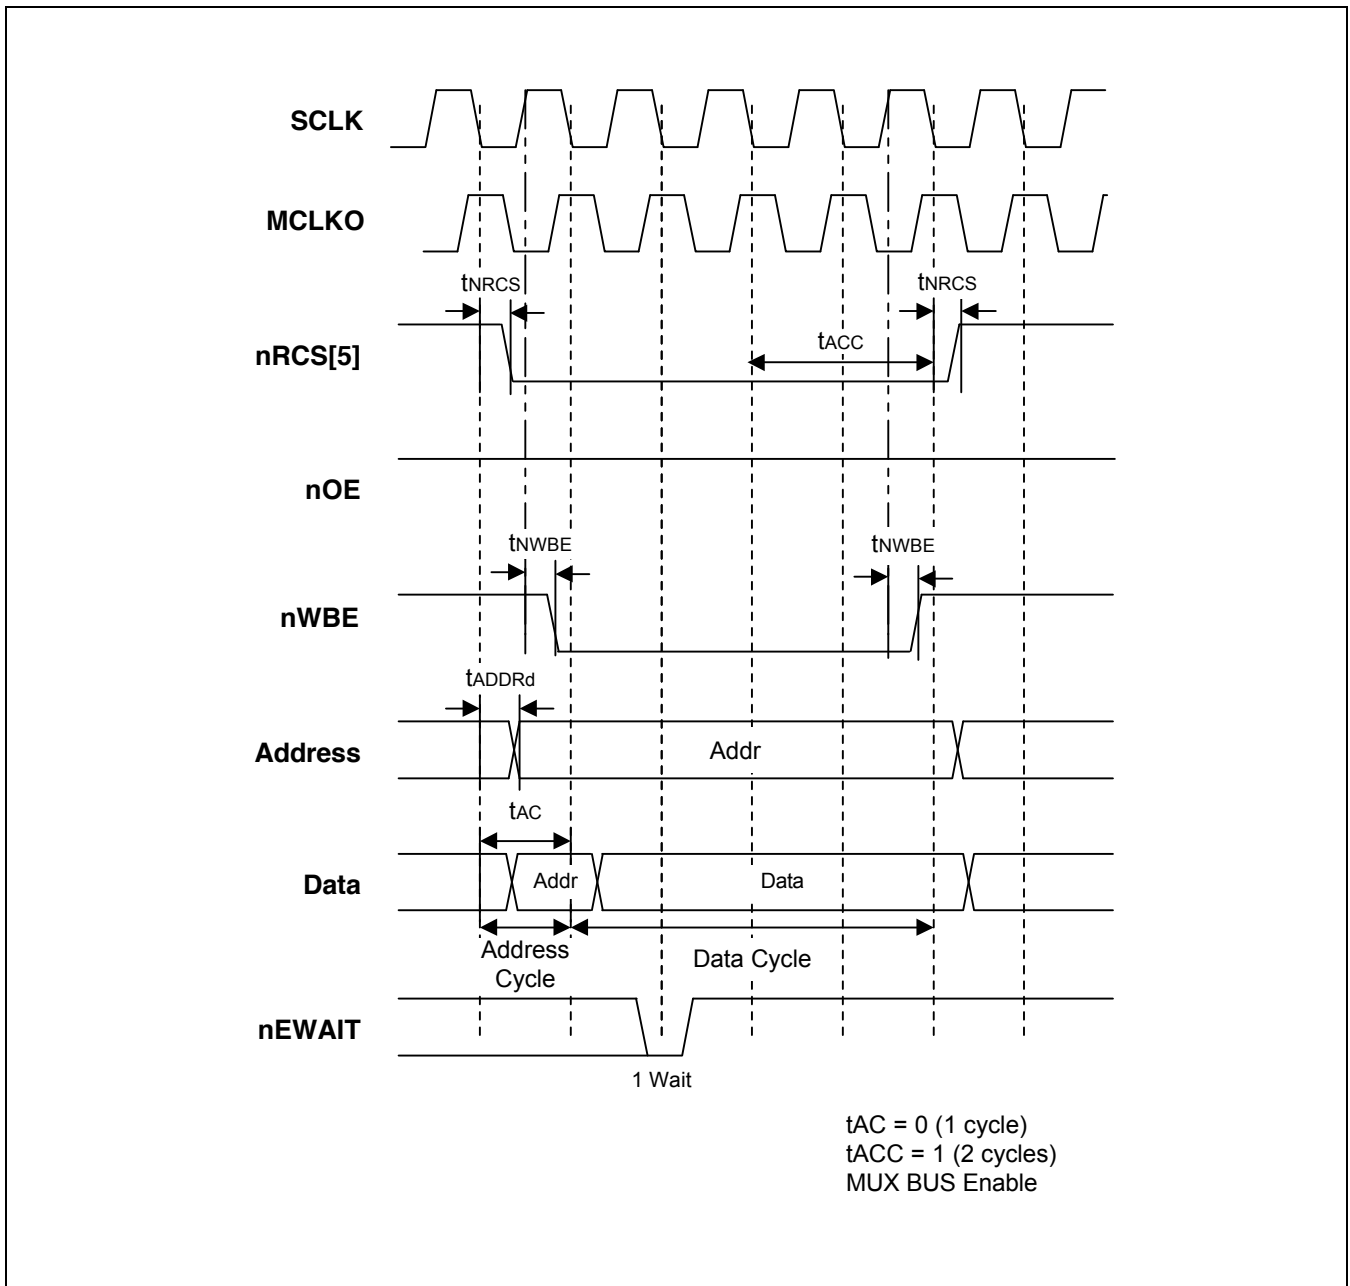 SCLK
MCLKO
tNRCS
tNRCS
nRCS[5]
tACC
nOE
tNWBE
tNWBE
nWBE
tADDRd
Address
Addr
tAC
Data
Addr
Data
Address
Cycle
Data Cycle
nEWAIT
1 Wait
tAC = 0 (1 cycle)
tACC = 1 (2 cycles)
MUX BUS Enable